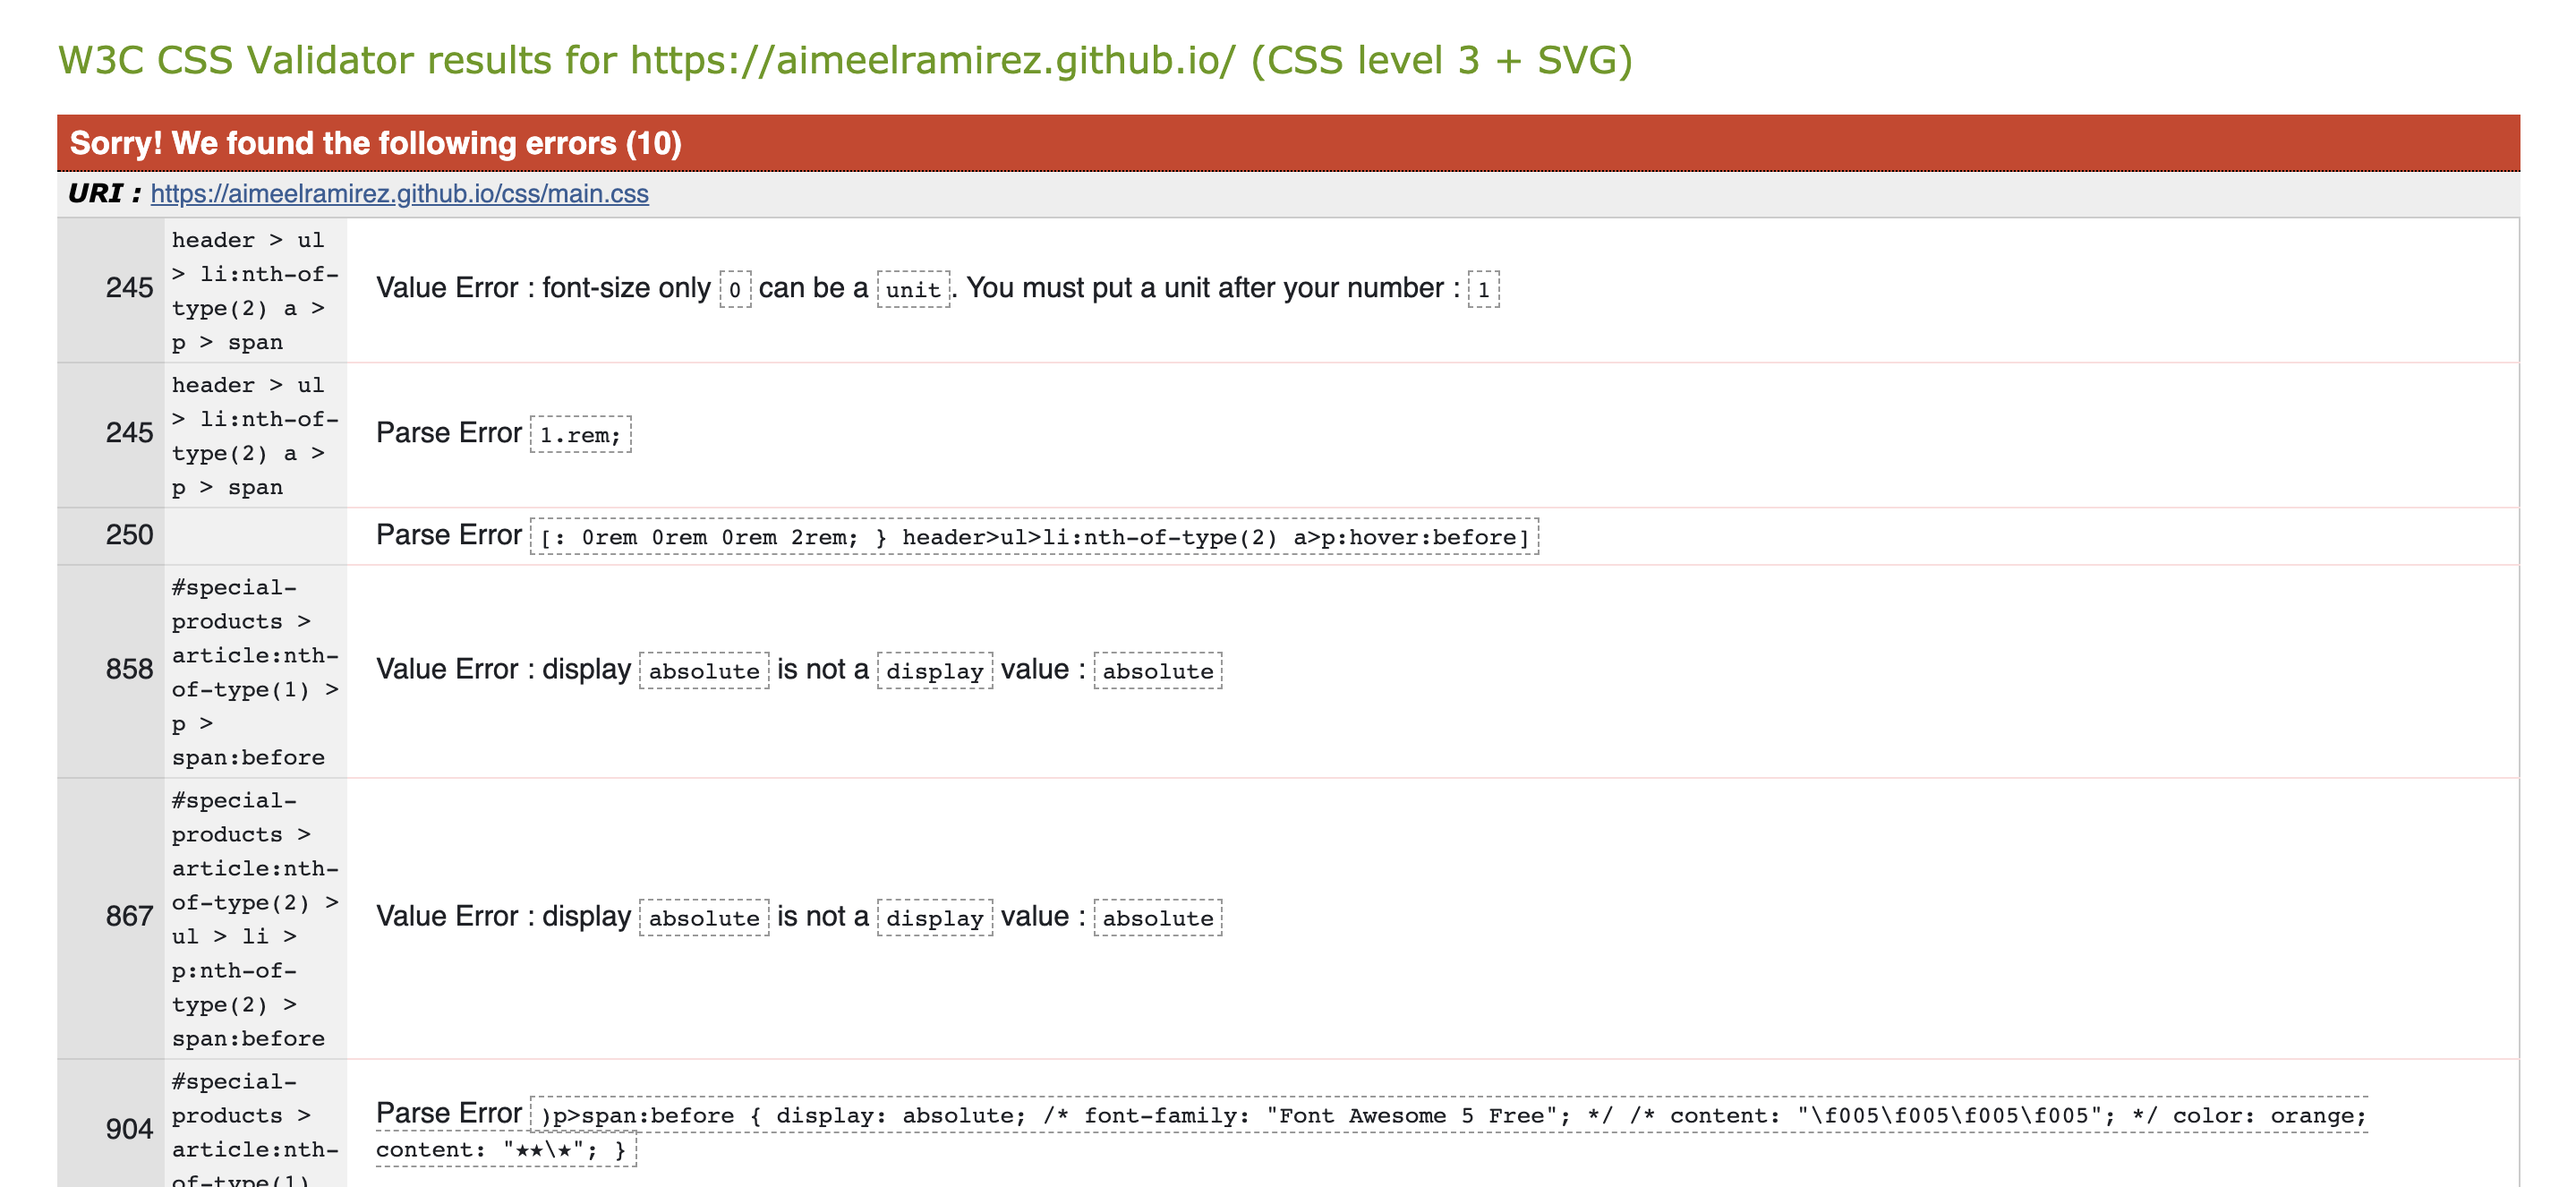 W3C CSS Validator results for https://aimeelramirez.github.io/ (CSS level 3 + SVG)
Sorry! We found the following errors (10)
URI : https://aimeelramirez.github.io/css/main.css
245
header > ul
> li:nth-of-
type(2) a >
p > span
Value Error : font-size only 0 can be a unit. You must put a unit after your number : 1
245
header > ul
> li:nth-of-
type(2) a >
p > span
Parse Error 1.rem;
250
Parse Error [: 0rem 0rem 0rem 2rem; } header>ul>li:nth-of-type(2) a>p:hover:before]
858
#special-
products >
article:nth-
of-type(1) >
p >
span:before
Value Error : display absolute is not a display value : absolute
867
#special-
products >
article:nth-
of-type(2) >
ul > li >
p:nth-of-
type(2) >
span:before
Value Error : display absolute is not a display value : absolute
904
#special-
products >
article:nth-
of-type(1)
Parse Error )p>span:before { display: absolute; /* font-family: "Font Awesome 5 Free"; */ /* content: "\f005\f005\f005\f005"; */ color: orange;
content: "★★\★"; }